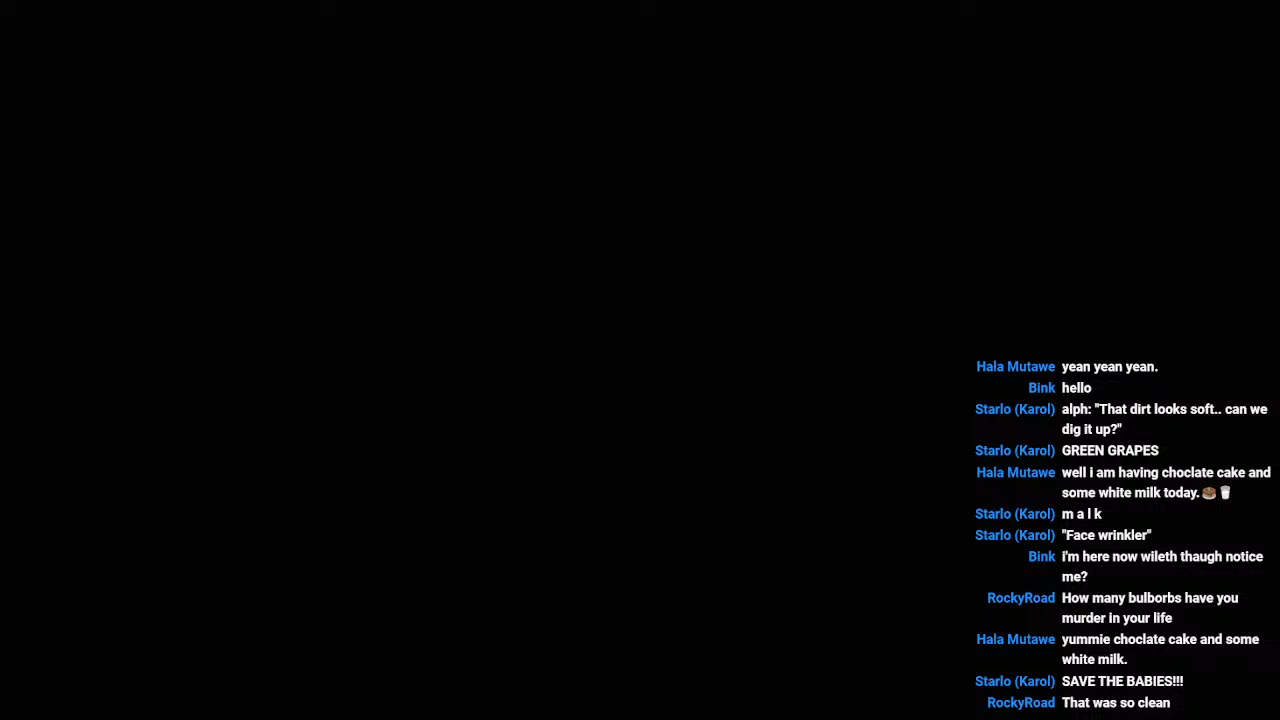 Hala Mutawe yean yean yean.
Bink hello
Starlo (Karol) alph: "That dirt looks soft.. can we
dig it up?"
Starlo (Karol) GREEN GRAPES
Hala Mutawe well i am having choclate cake and
some white milk today.🎂🥛
Starlo (Karol) m a l k
Starlo (Karol) "Face wrinkler"
Bink i'm here now wileth thaugh notice
me?
RockyRoad How many bulborbs have you
murder in your life
Hala Mutawe yummie choclate cake and some
white milk.
Starlo (Karol) SAVE THE BABIES!!!
RockyRoad That was so clean